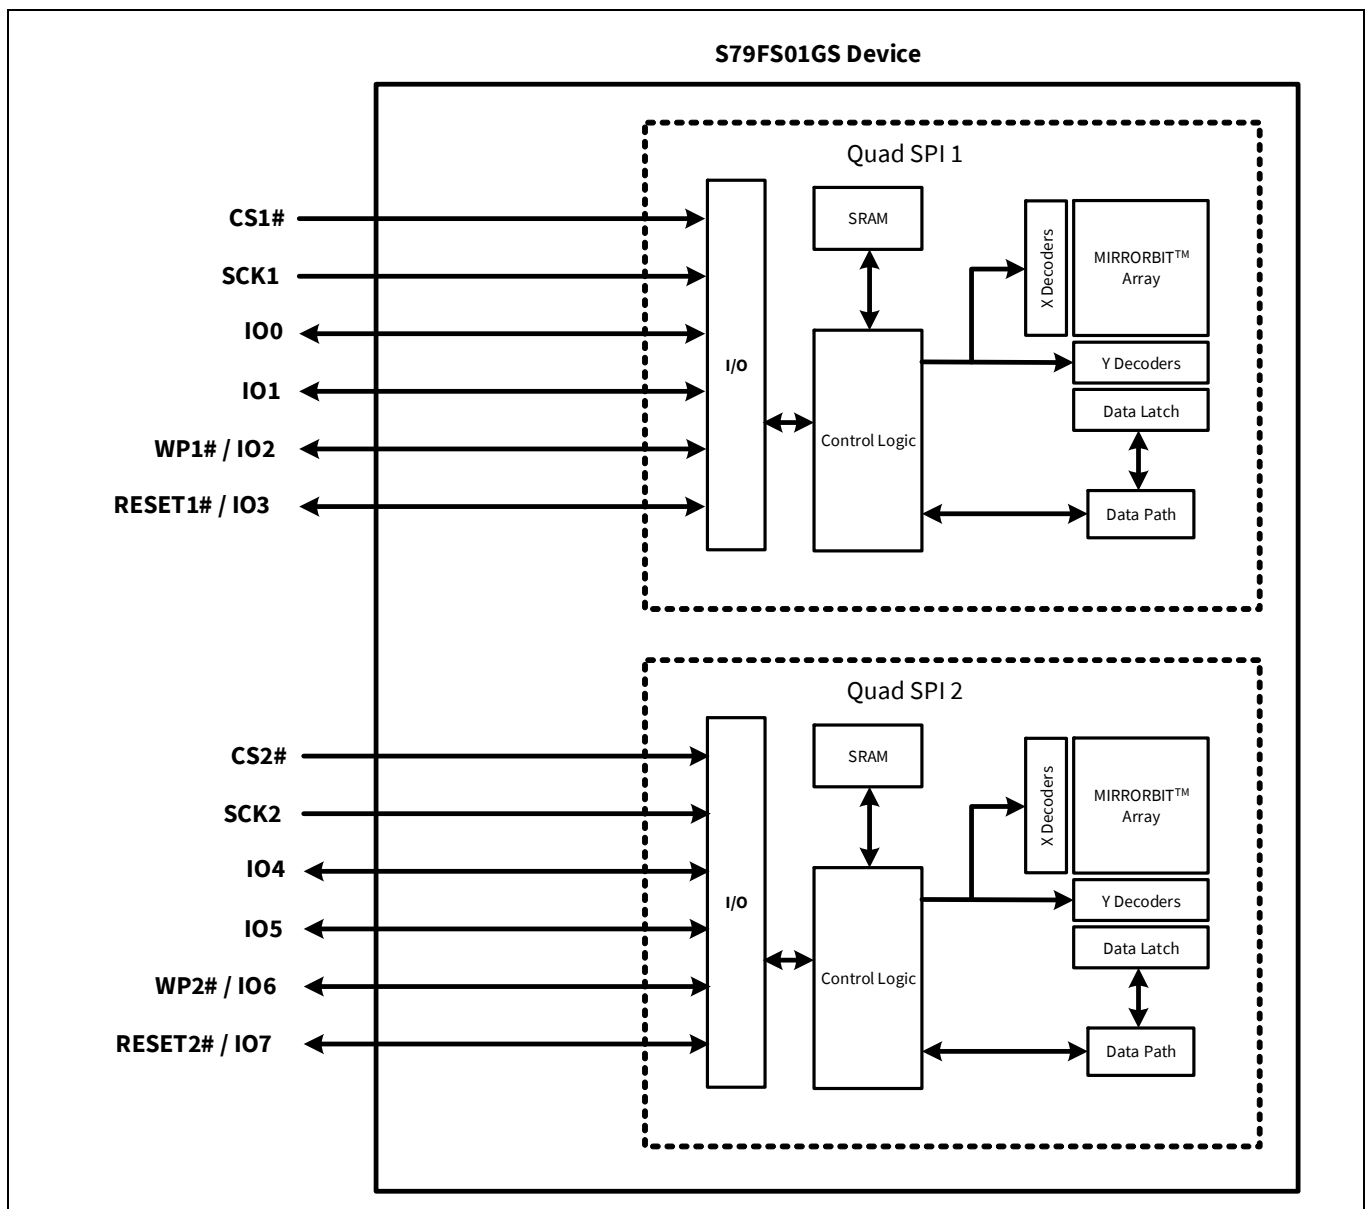 S79FS01GS Device
Quad SPI 1
CS1#
SCK1
IO0
IO1
WP1# / IO2
RESET1# / IO3
I/O
SRAM
Control Logic
X Decoders
MIRRORBIT™
Array
Y Decoders
Data Latch
Data Path
Quad SPI 2
CS2#
SCK2
IO4
IO5
WP2# / IO6
RESET2# / IO7
I/O
SRAM
Control Logic
X Decoders
MIRRORBIT™
Array
Y Decoders
Data Latch
Data Path